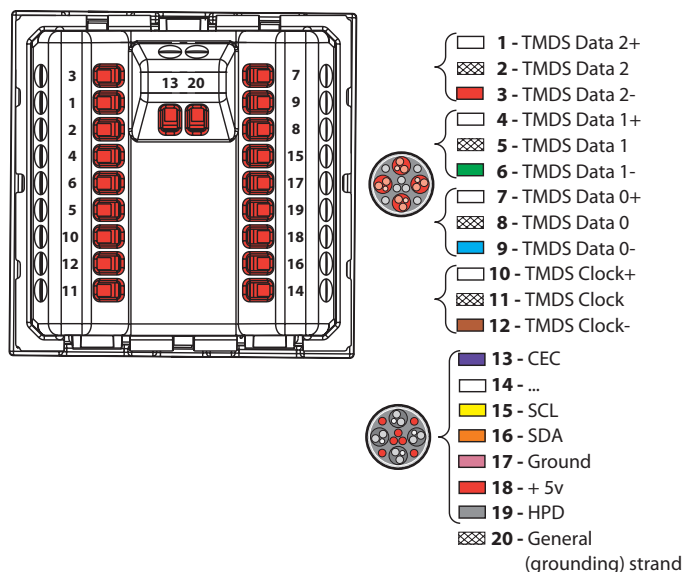 3
1
2
4
6
5
10
12
11
13 20
7
9
8
15
17
19
18
16
14
1 - TMDS Data 2+
2 - TMDS Data 2
3 - TMDS Data 2-
4 - TMDS Data 1+
5 - TMDS Data 1
6 - TMDS Data 1-
7 - TMDS Data 0+
8 - TMDS Data 0
9 - TMDS Data 0-
10 - TMDS Clock+
11 - TMDS Clock
12 - TMDS Clock-
13 - CEC
14 - ...
15 - SCL
16 - SDA
17 - Ground
18 - + 5v
19 - HPD
20 - General
(grounding) strand